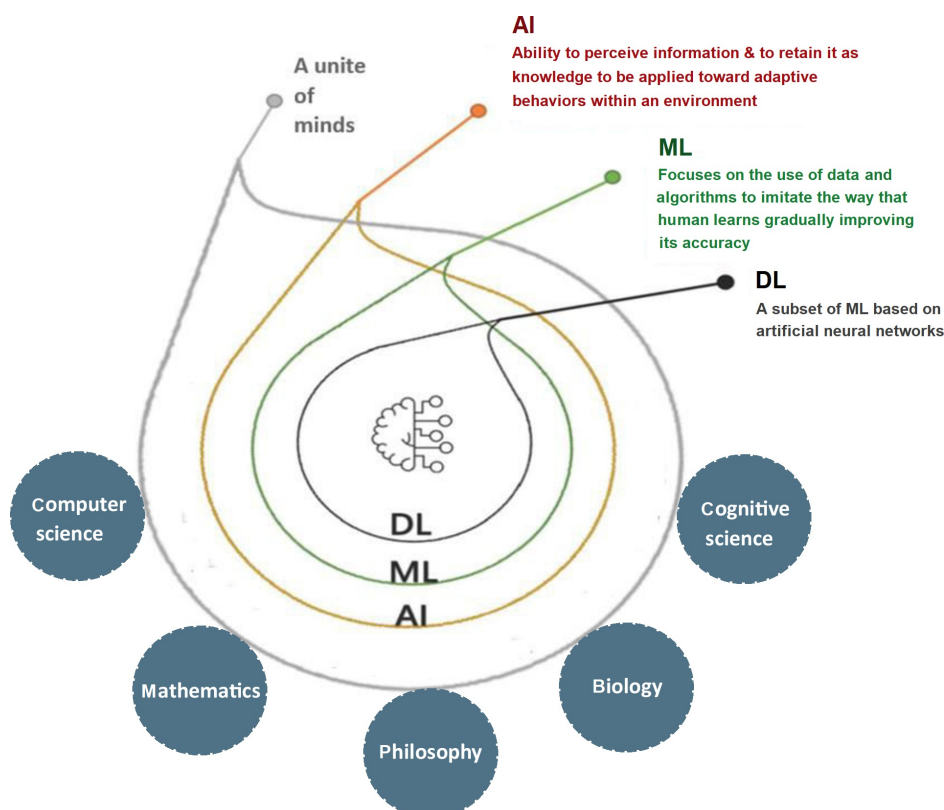 AI
Ability to perceive information & to retain it as
knowledge to be applied toward adaptive
behaviors within an environment
A unite
of
minds
ML
Focuses on the use of data and
algorithms to imitate the way that
human learns gradually improving
its accuracy
DL
A subset of ML based on
artificial neural networks
DL
ML
AI
Computer
science
Mathematics
Philosophy
Biology
Cognitive
science